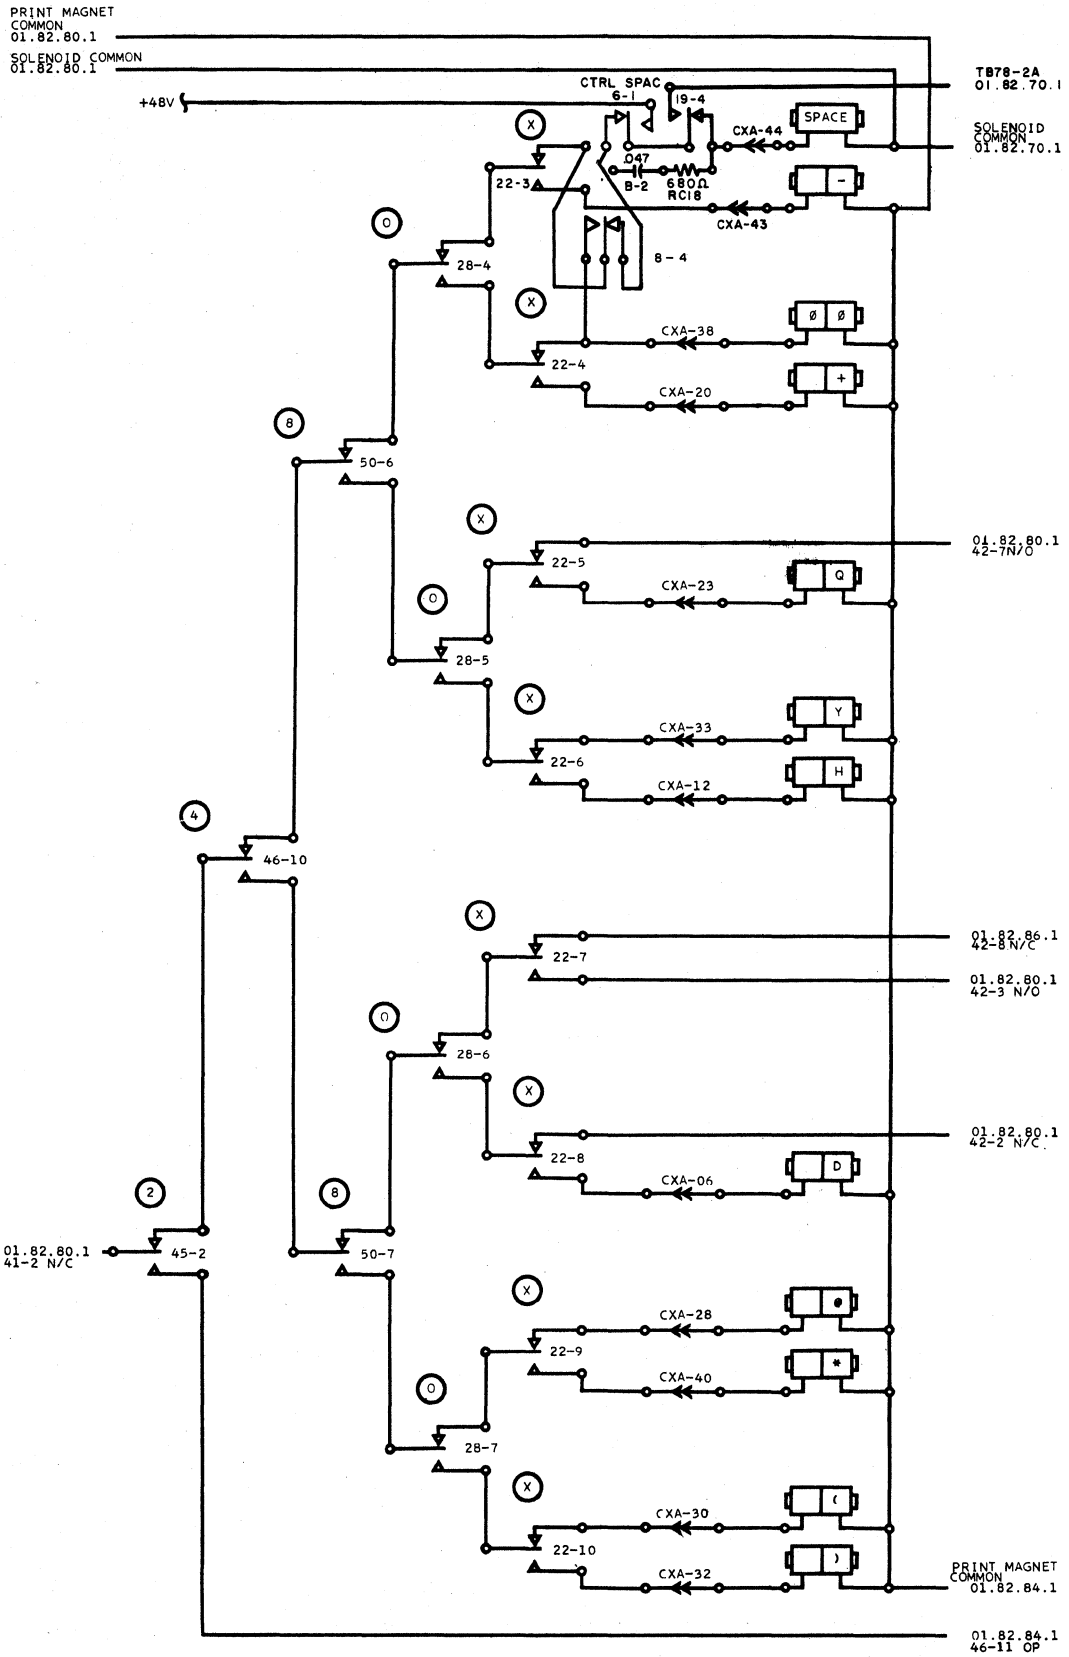 PRINT MAGNET
COMMON
01.82.80.1
SOLENOID COMMON
01.82.80.1
+48V
CTRL SPAC
6-1
19-4
TB78-2A
01.82.70.1
SPACE
CXA-44
SOLENOID
COMMON
01.82.70.1
X
22-3
.047
B-2
680Ω
RC18
-
CXA-43
O
28-4
8-4
X
22-4
CXA-38
Ø Ø
CXA-20
+
8
50-6
X
22-5
01.82.80.1
42-7N/O
CXA-23
Q
O
28-5
X
22-6
CXA-33
Y
CXA-12
H
4
46-10
X
22-7
01.82.86.1
42-8 N/C
01.82.80.1
42-3 N/O
O
28-6
X
22-8
01.82.80.1
42-2 N/C.
CXA-06
D
2
45-2
01.82.80.1
41-2 N/C
8
50-7
X
22-9
CXA-28
@
CXA-40
*
O
28-7
X
22-10
CXA-30
(
CXA-32
)
PRINT MAGNET
COMMON
01.82.84.1
01.82.84.1
46-11 OP